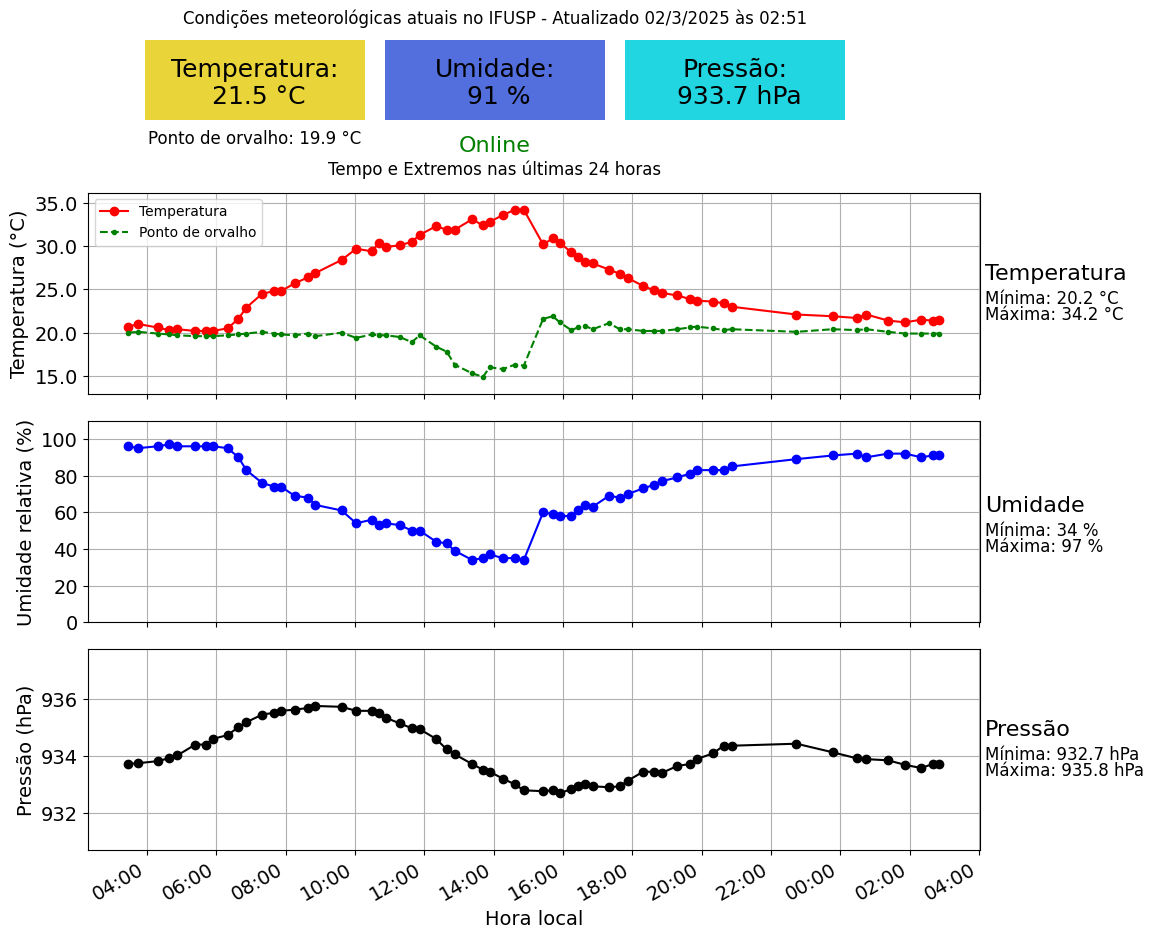 Condições meteorológicas atuais no IFUSP - Atualizado 02/3/2025 às 02:51
Temperatura:
21.5 °C
Umidade:
91 %
Pressão:
933.7 hPa
Ponto de orvalho: 19.9 °C
Online
Tempo e Extremos nas últimas 24 horas
Temperatura (°C)
35.0
30.0
25.0
20.0
15.0
Temperatura
Ponto de orvalho
Temperatura
Mínima: 20.2 °C
Máxima: 34.2 °C
Umidade relativa (%)
100
80
60
40
20
0
Umidade
Mínima: 34 %
Máxima: 97 %
Pressão (hPa)
936
934
932
Pressão
Mínima: 932.7 hPa
Máxima: 935.8 hPa
04:00 06:00 08:00 10:00 12:00 14:00 16:00 18:00 20:00 22:00 00:00 02:00 04:00
Hora local